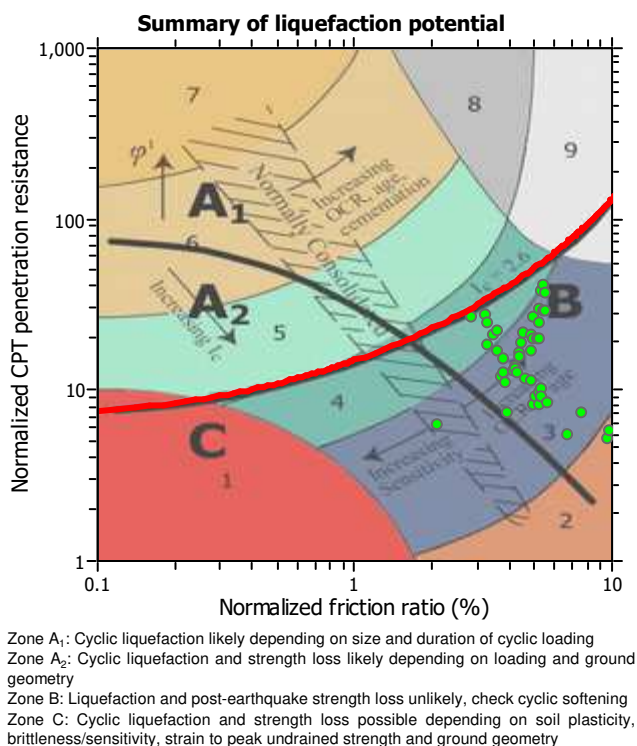 Summary of liquefaction potential
1,000
7
8
9
φ'
A1
Increasing
OCR, age,
cementation
Normally Consolidated
100
Normalized CPT penetration resistance
6
A2
Increasing Ic
Ic = 2.6
B
5
10
4
C
3
Increasing
Sensitivity
1
2
1
0.1
1
10
Normalized friction ratio (%)
Zone A1: Cyclic liquefaction likely depending on size and duration of cyclic loading
Zone A2: Cyclic liquefaction and strength loss likely depending on loading and ground
geometry
Zone B: Liquefaction and post-earthquake strength loss unlikely, check cyclic softening
Zone C: Cyclic liquefaction and strength loss possible depending on soil plasticity,
brittleness/sensitivity, strain to peak undrained strength and ground geometry